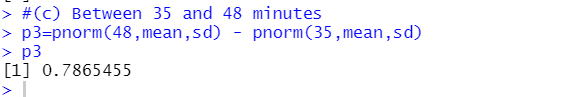 > #(c) Between 35 and 48 minutes
> p3=pnorm(48,mean,sd) - pnorm(35,mean,sd)
> p3
[1] 0.7865455
>